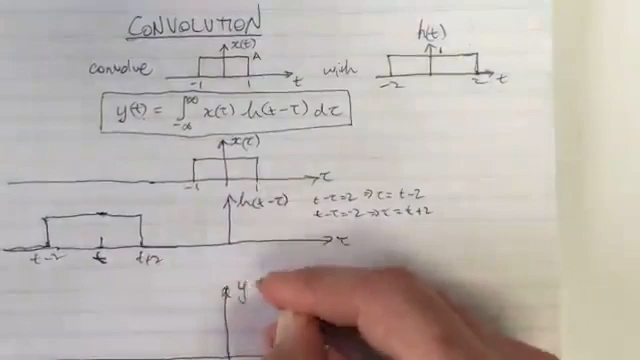 CONVOLUTION
convolve x(t) A -1 1 t with h(t) 1 -2 2 t
y(t) = ∫_{-∞}^{∞} x(τ) h(t-τ) dτ
x(τ)
-1 1 τ
h(t-τ) t-τ=2 ⇒ τ=t-2
t-τ=-2 ⇒ τ=t+2
t-2 t t+2 τ
y